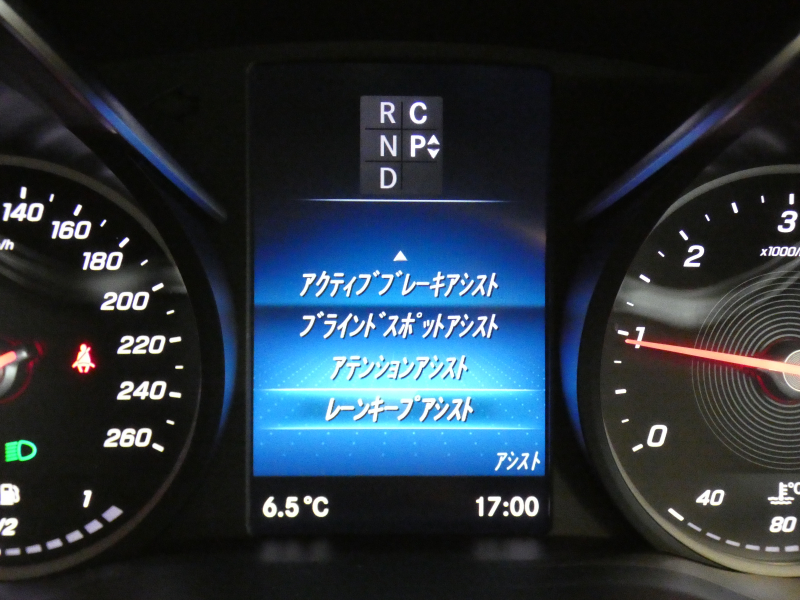 R C
N P
D
アクティブブレーキアシスト
ブラインドスポットアシスト
アテンションアシスト
レーンキープアシスト
アシスト
6.5°C 17:00
140
160
180
200
220
240
260
1
1/2
3
x1000/
2
1
0
40
80
°C